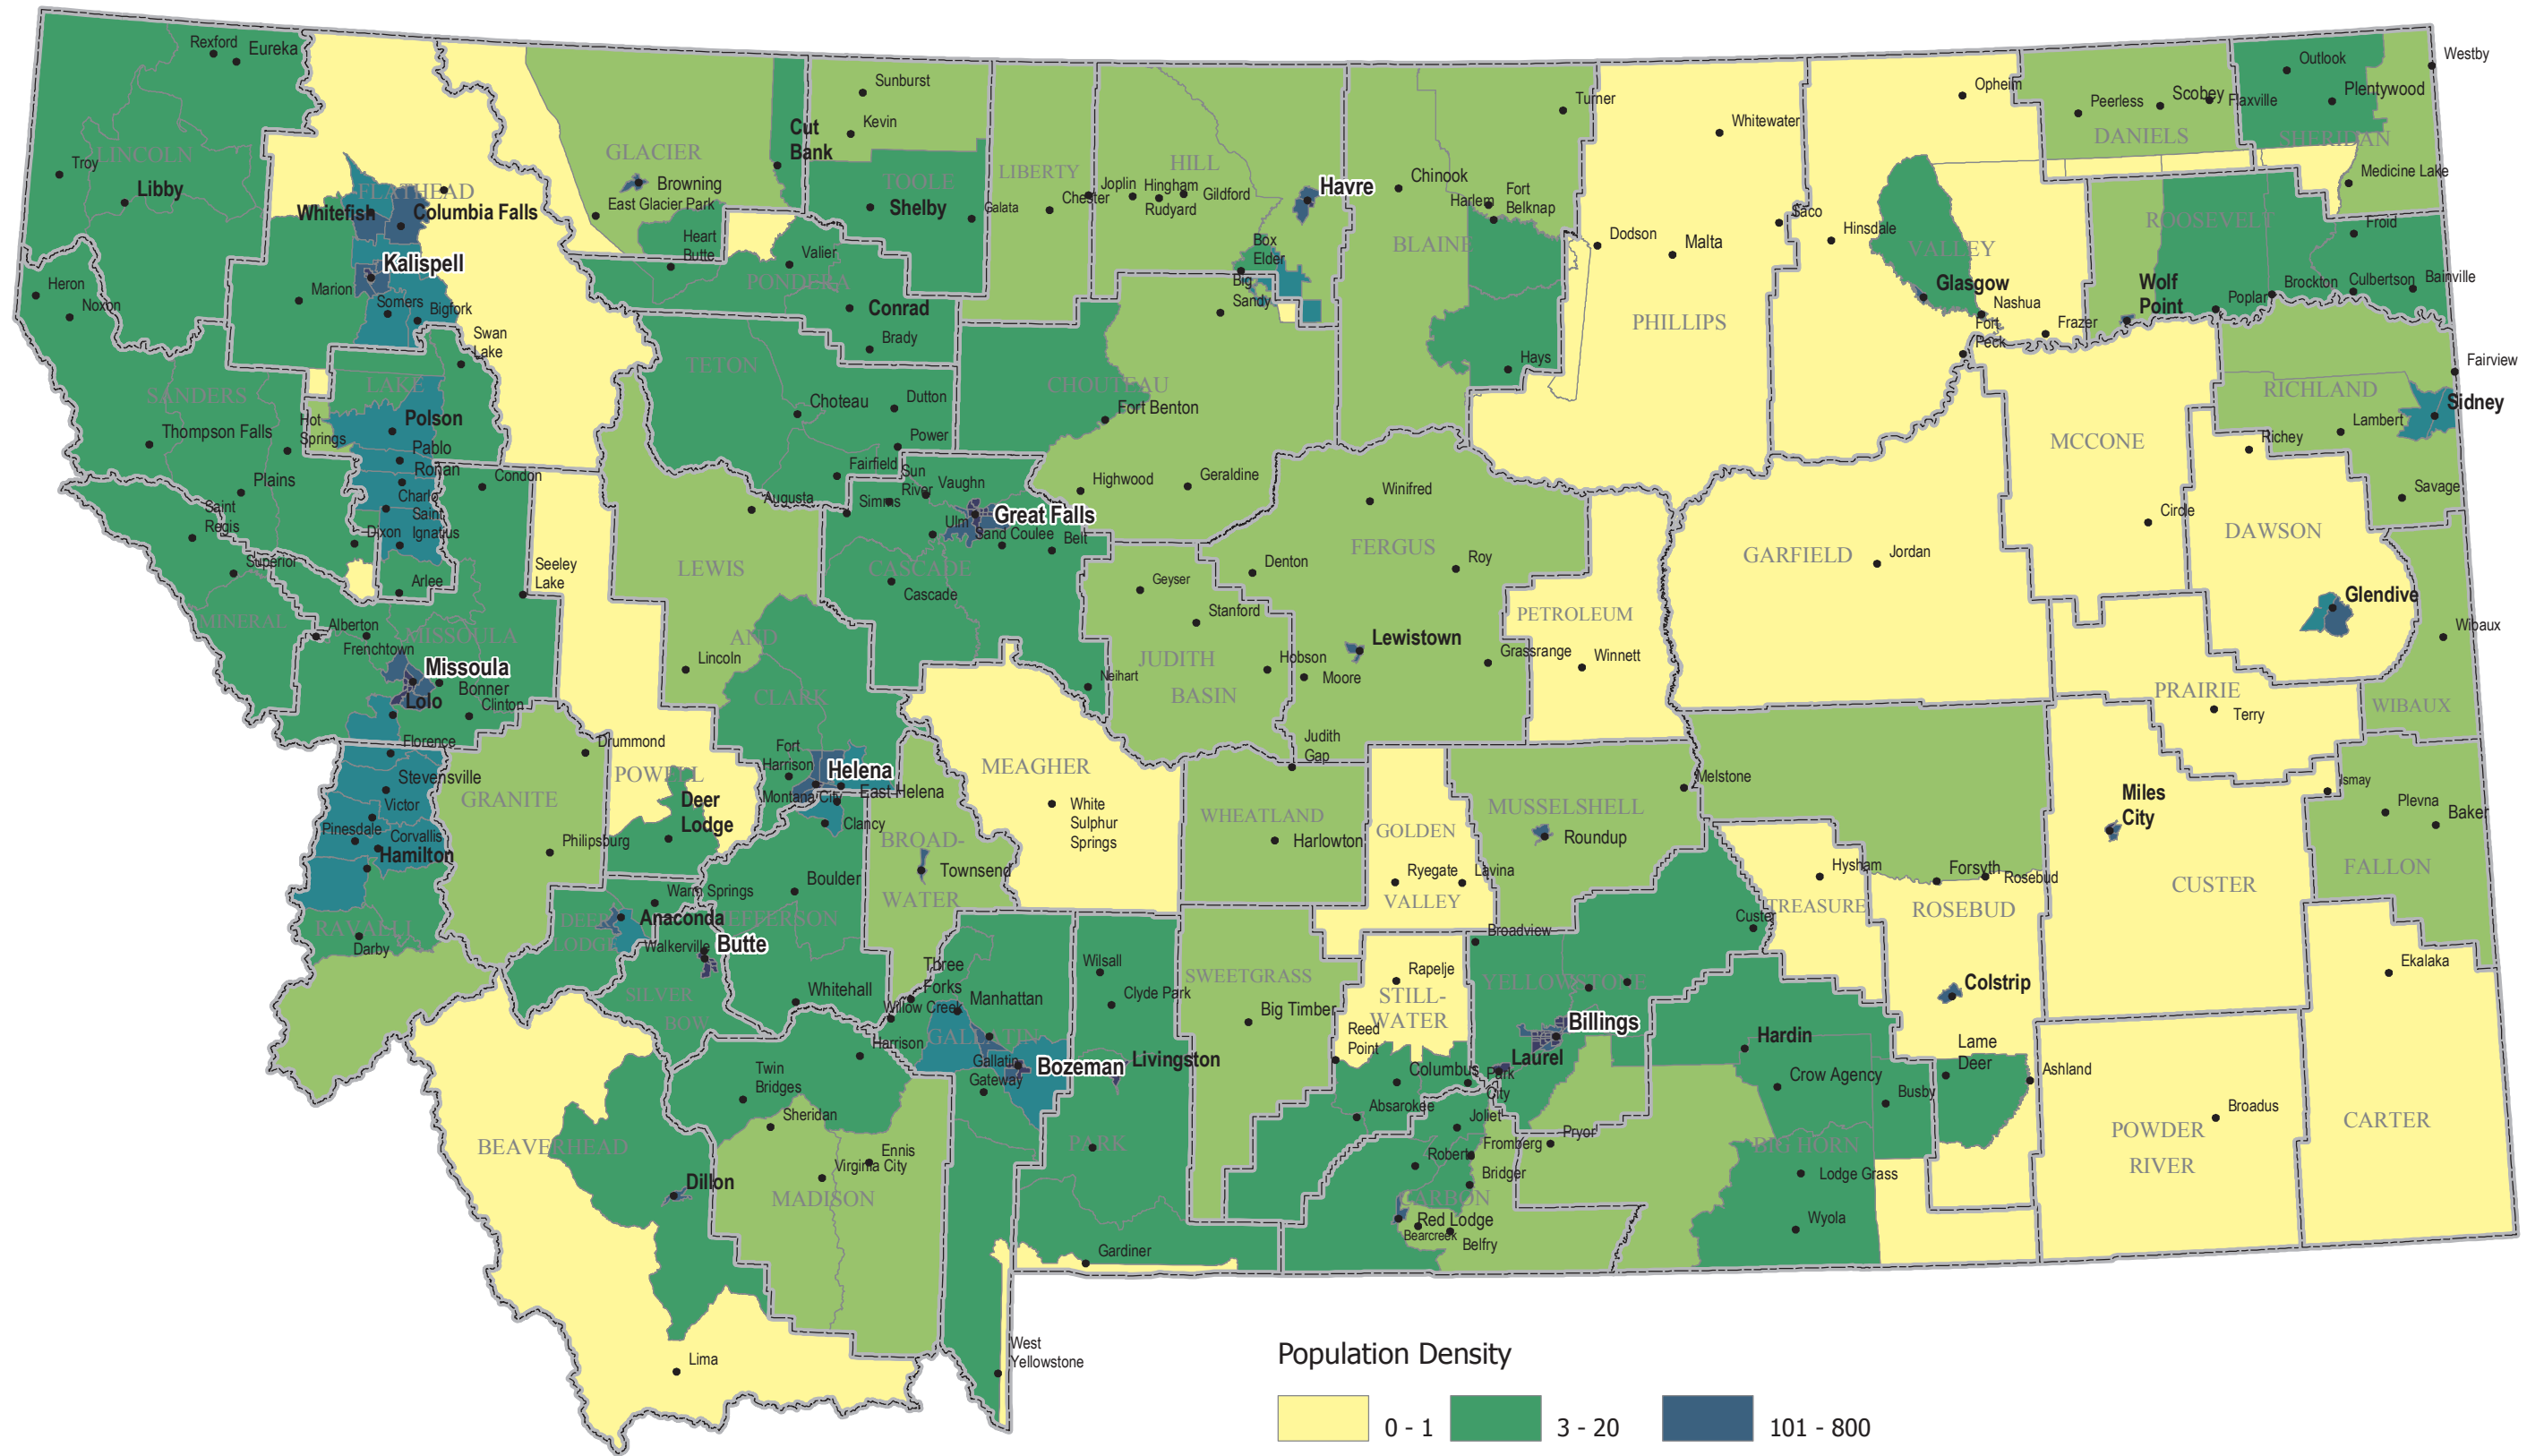 Rexford
Eureka
Troy
LINCOLN
Libby
FLATHEAD
Whitefish
Columbia Falls
Kalispell
Marion
Somers
Bigfork
Swan
Lake
Heron
Noxon
SANDERS
Thompson Falls
Hot
Springs
Plains
LAKE
Polson
Pablo
Ronan
Charlo
Saint
Ignatius
Dixon
Arlee
Saint
Regis
Superior
MINERAL
Condon
Seeley
Lake
Alberton
Frenchtown
MISSOULA
Missoula
Lolo
Bonner
Clinton
Florence
Stevensville
Victor
Pinesdale
Corvallis
Hamilton
RAVALLI
Darby
GLACIER
Browning
East Glacier Park
Heart
Butte
Cut
Bank
Sunburst
Kevin
TOOLE
Shelby
Galata
Valier
PONDERA
Conrad
Brady
TETON
Choteau
Dutton
Power
Fairfield
LIBERTY
Chester
Joplin
Hingham
Rudyard
Gildford
HILL
Havre
Box
Elder
Big
Sandy
CHOUTEAU
Fort Benton
Highwood
Geraldine
BLAINE
Chinook
Harlem
Fort
Belknap
Turner
Hays
Dodson
Malta
Whitewater
Saco
PHILLIPS
Opheim
Hinsdale
VALLEY
Glasgow
Nashua
Fort
Peck
Frazer
Peerless
Scobey
Flaxville
DANIELS
Outlook
Plentywood
SHERIDAN
Westby
Medicine Lake
ROOSEVELT
Froid
Wolf
Point
Poplar
Brockton
Culbertson
Bainville
Fairview
RICHLAND
Sidney
Lambert
Savage
MCCONE
Circle
Richey
DAWSON
Glendive
Wibaux
WIBAUX
GARFIELD
Jordan
PRAIRIE
Terry
Augusta
Simms
Sun
River
Vaughn
Great Falls
Ulm
Sand Coulee
Belt
CASCADE
Cascade
Neihart
LEWIS
AND
CLARK
Lincoln
Fort
Harrison
Helena
East Helena
Montana City
Clancy
Geyser
Stanford
JUDITH
BASIN
Hobson
Moore
Denton
Winifred
FERGUS
Roy
Lewistown
Grassrange
PETROLEUM
Winnett
Judith
Gap
Drummond
POWELL
GRANITE
Philipsburg
Deer
Lodge
Warm Springs
DEER
LODGE
Anaconda
Walkerville
Butte
SILVER
BOW
Boulder
JEFFERSON
Whitehall
BROAD-
WATER
Townsend
MEAGHER
White
Sulphur
Springs
WHEATLAND
Harlowton
GOLDEN
VALLEY
Ryegate
Lavina
MUSSELSHELL
Roundup
Melstone
Hysham
TREASURE
Custer
Forsyth
Rosebud
ROSEBUD
Colstrip
Lame
Deer
Ashland
Miles
City
CUSTER
Ismay
Plevna
Baker
FALLON
Ekalaka
CARTER
Broadus
POWDER
RIVER
Three
Forks
Willow Creek
Manhattan
GALLATIN
Gallatin
Gateway
Bozeman
Harrison
Wilsall
Clyde Park
Livingston
PARK
Gardiner
West
Yellowstone
SWEETGRASS
Big Timber
Rapelje
STILL-
WATER
Reed
Point
Columbus
Absarokee
Park
City
Broadview
YELLOWSTONE
Billings
Laurel
Joliet
Fromberg
Roberts
Bridger
CARBON
Red Lodge
Bearcreek
Belfry
Pryor
Hardin
Crow Agency
Busby
BIG HORN
Lodge Grass
Wyola
Twin
Bridges
Sheridan
Ennis
Virginia City
MADISON
BEAVERHEAD
Dillon
Lima
Population Density
0 - 1
3 - 20
101 - 800